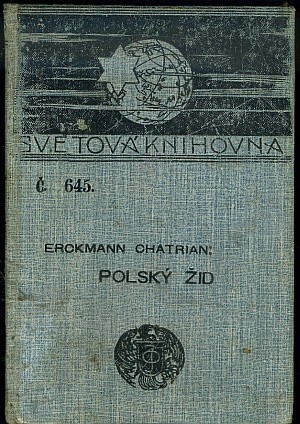 SVĚTOVÁ KNIHOVNA
Č. 645.
ERCKMANN CHATRIAN:
POLSKÝ ŽID